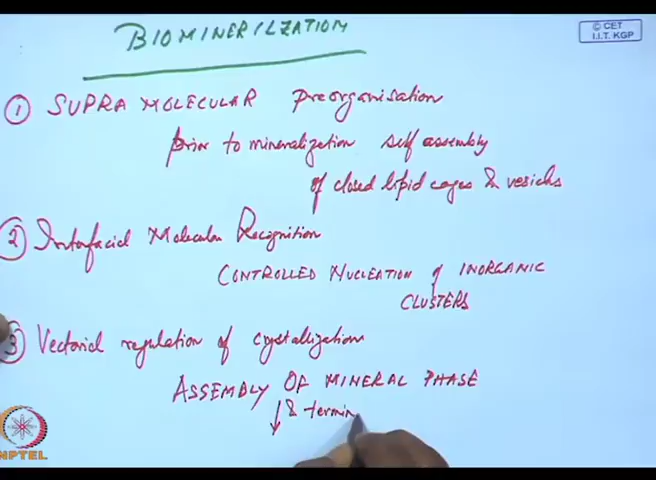 BIOMINERILZATION
© CET
I.I.T. KGP
① SUPRA MOLECULAR Preorganisation
Prior to mineralization self assembly
of closed lipid cages & vesicles
② Interfacial Molecular Recognition
CONTROLLED NUCLEATION of INORGANIC
CLUSTERS
③ Vectorial regulation of crystallization
ASSEMBLY OF MINERAL PHASE
↓ & termin
NPTEL